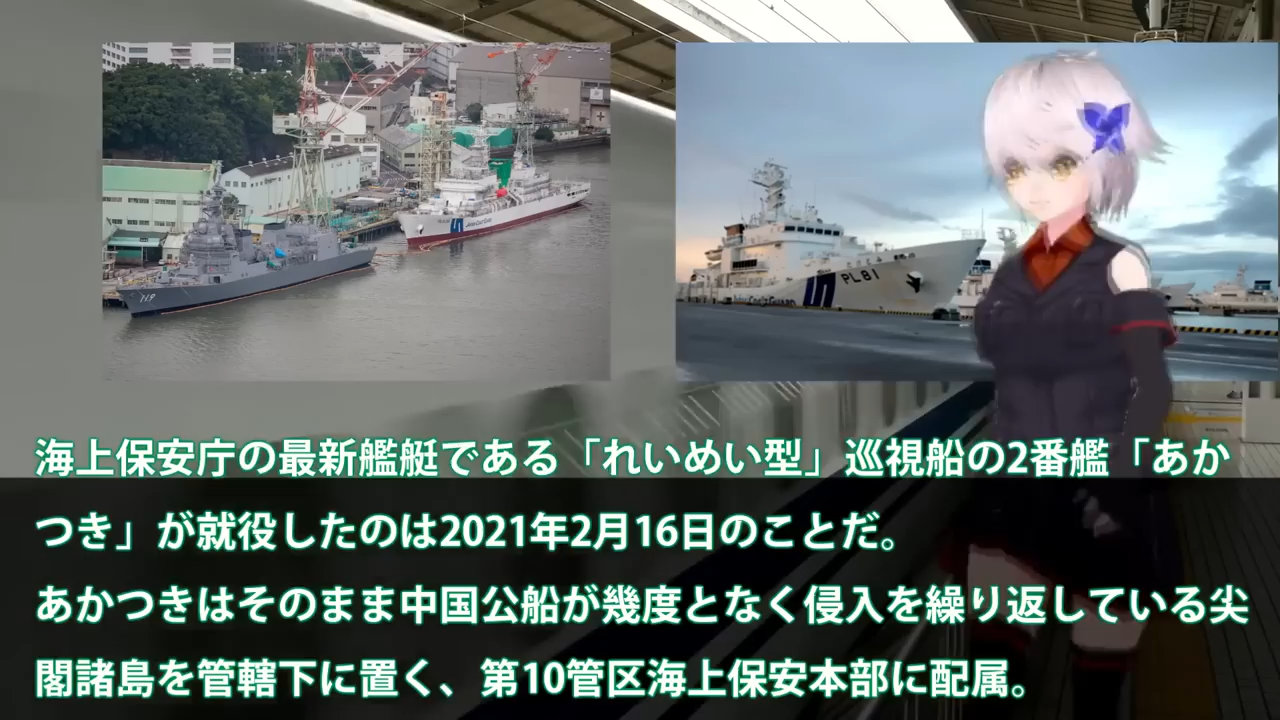 119
PL81
海上保安庁の最新艦艇である「れいめい型」巡視船の2番艦「あか
つき」が就役したのは2021年2月16日のことだ。
あかつきはそのまま中国公船が幾度となく侵入を繰り返している尖
閣諸島を管轄下に置く、第10管区海上保安本部に配属。